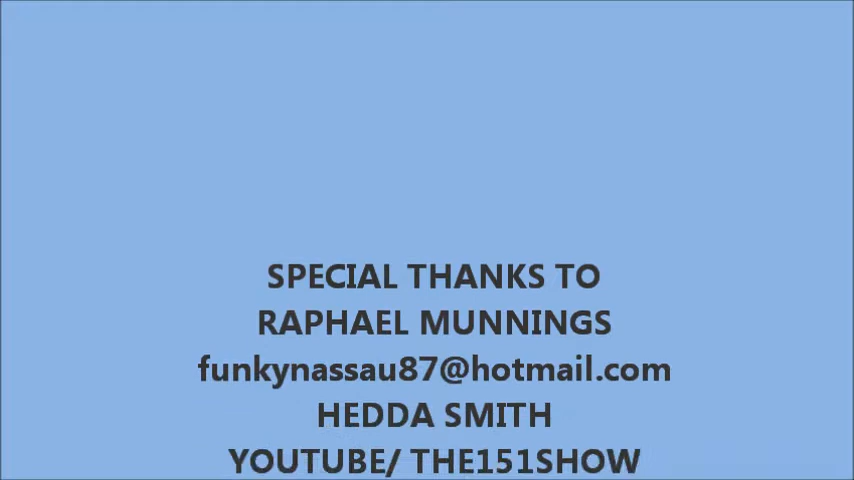 SPECIAL THANKS TO
RAPHAEL MUNNINGS
funkynassau87@hotmail.com
HEDDA SMITH
YOUTUBE/ THE151SHOW